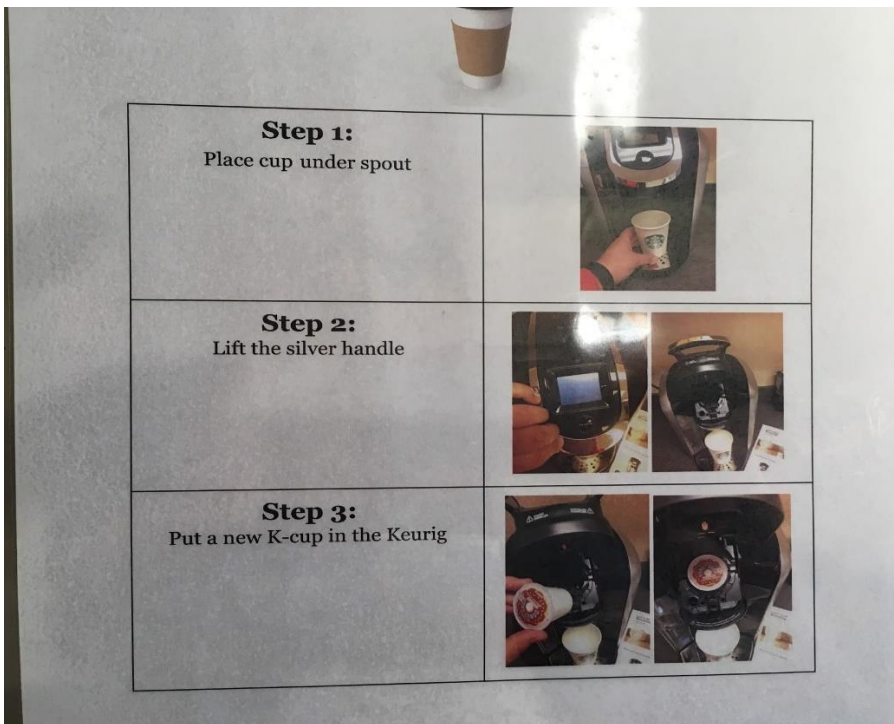 Step 1:
Place cup under spout
Step 2:
Lift the silver handle
Step 3:
Put a new K-cup in the Keurig